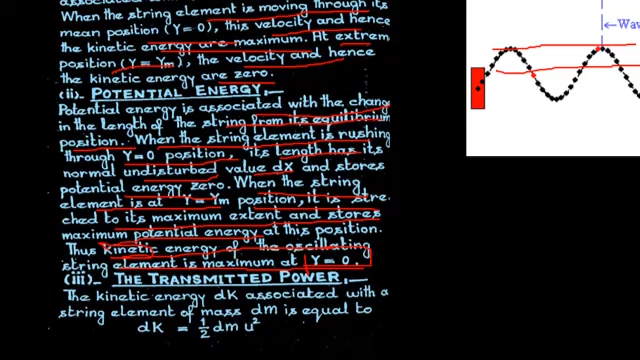 When the string element is moving through its
mean position (Y=0), this velocity and hence
the kinetic energy are maximum. At extrem
position (Y = Ym), the velocity and hence
the kinetic energy are zero.
(ii)- POTENTIAL ENERGY.-
Potential energy is associated with the change
in the length of the string from its equilibrium
position. When the string element is rushing
through Y=0 position, its length has its
normal undisturbed value dx and stores
potential energy zero. When the string
element is at Y=Ym position, it is stre-
ched to its maximum extent and stores
maximum potential energy at this position.
Thus kinetic energy of the oscillating
string element is maximum at Y=0.
(iii)- THE TRANSMITTED POWER.-
The kinetic energy dK associated with a
string element of mass dm is equal to
dK = 1/2 dm u²